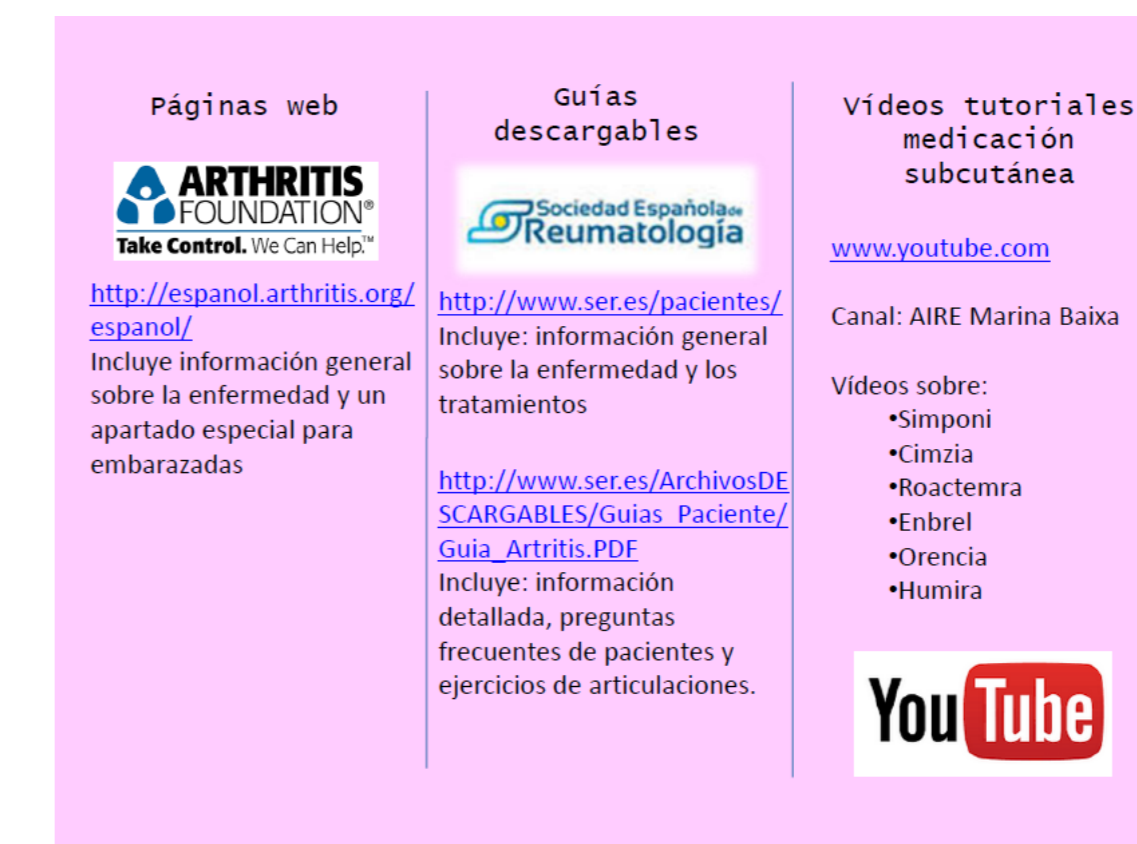 Páginas web
ARTHRITIS
FOUNDATION®
Take Control. We Can Help.™
http://espanol.arthritis.org/
espanol/
Incluye información general
sobre la enfermedad y un
apartado especial para
embarazadas
Guías
descargables
Sociedad Española de
Reumatología
http://www.ser.es/pacientes/
Incluye: información general
sobre la enfermedad y los
tratamientos
http://www.ser.es/ArchivosDE
SCARGABLES/Guias_Paciente/
Guia_Artritis.PDF
Incluye: información
detallada, preguntas
frecuentes de pacientes y
ejercicios de articulaciones.
Vídeos tutoriales
medicación
subcutánea
www.youtube.com
Canal: AIRE Marina Baixa
Vídeos sobre:
•Simponi
•Cimzia
•Roactemra
•Enbrel
•Orencia
•Humira
YouTube